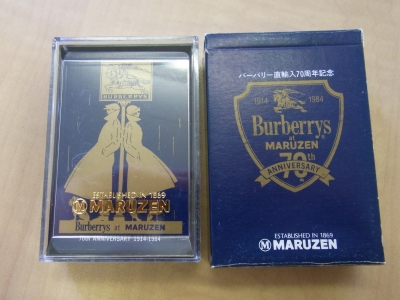 BURBERRYS
ESTABLISHED IN 1869
M MARUZEN
Burberrys at MARUZEN
70th ANNIVERSARY 1914-1984
バーバリー直輸入70周年記念
1914 1984
Burberrys
at
MARUZEN
70th
ANNIVERSARY
ESTABLISHED IN 1869
M MARUZEN